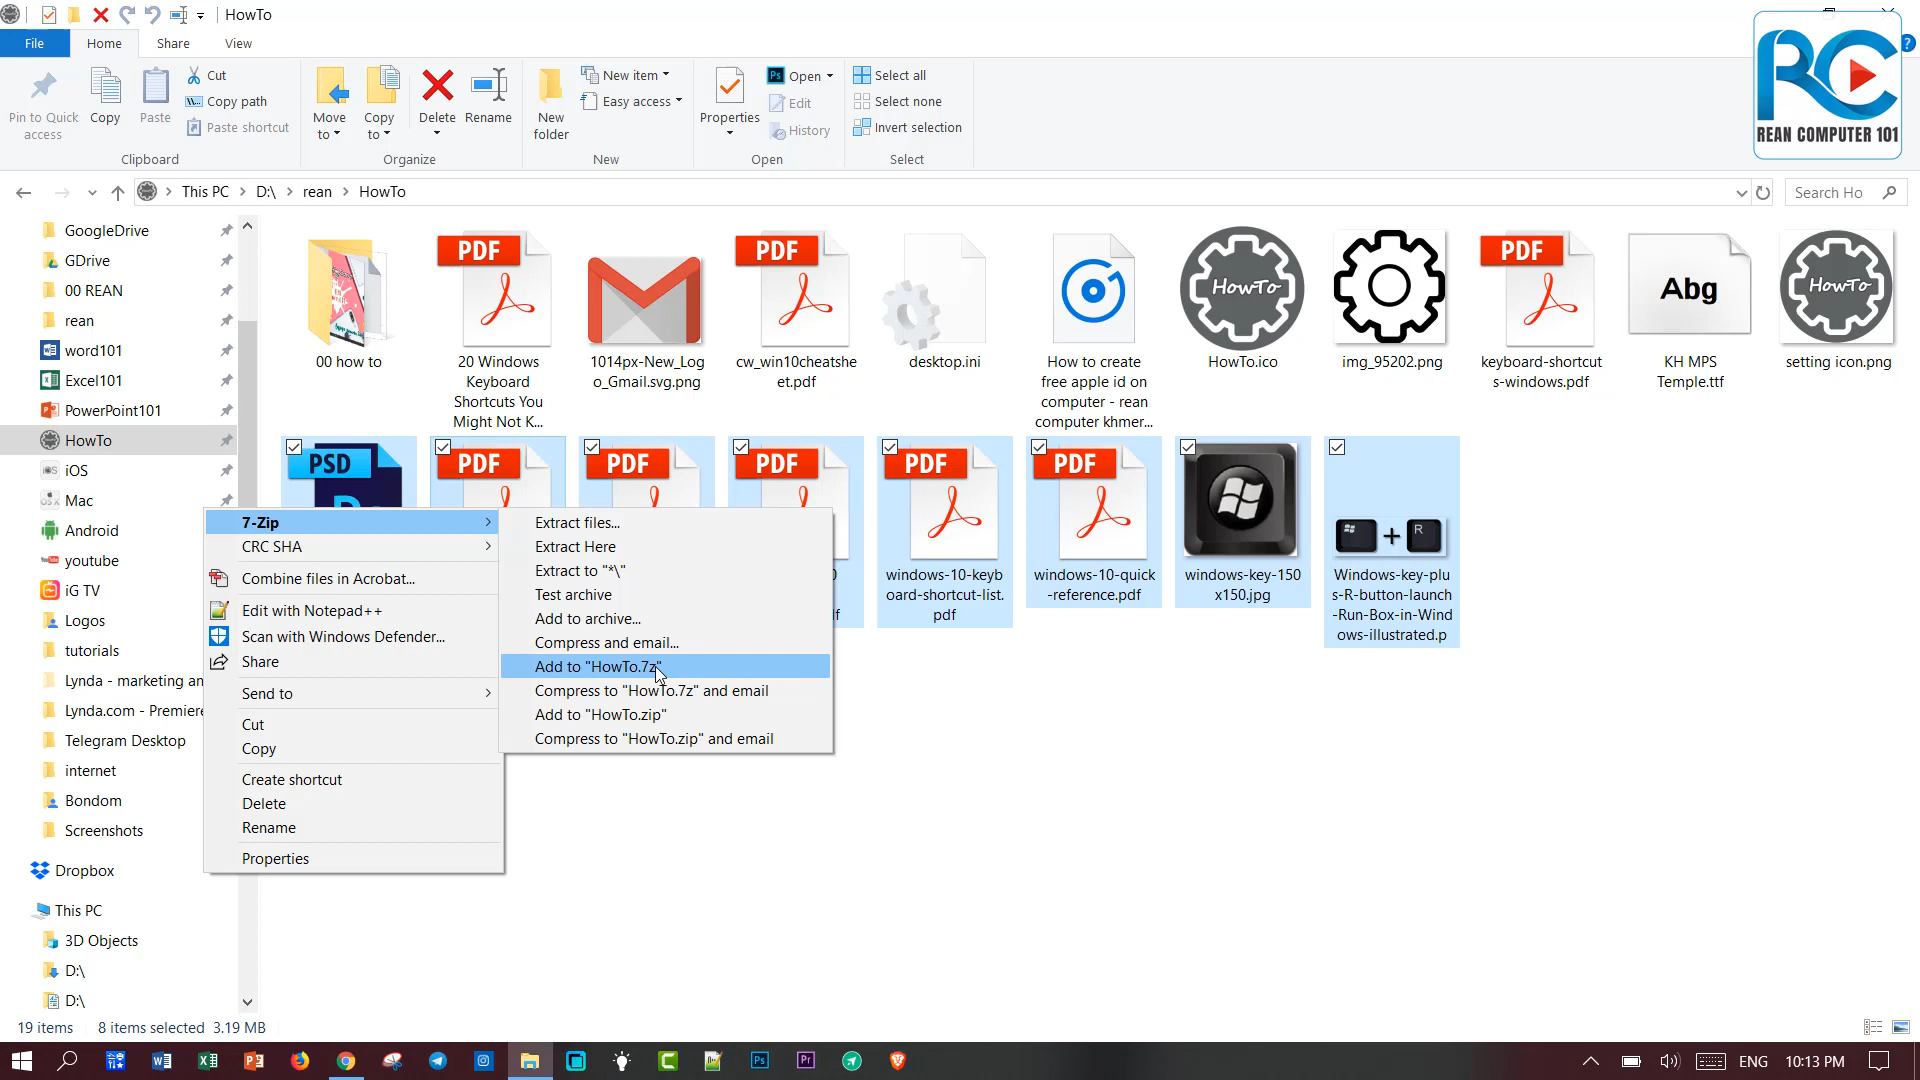 HowTo
File
Home
Share
View
Pin to Quick
access
Copy
Paste
Cut
Copy path
Paste shortcut
Clipboard
Move
to
Copy
to
Delete
Rename
Organize
New
folder
New item
Easy access
New
Properties
Ps
Open
Edit
History
Open
Select all
Select none
Invert selection
Select
REAN COMPUTER 101
This PC
D:\
rean
HowTo
Search Ho
GoogleDrive
GDrive
00 REAN
rean
word101
Excel101
PowerPoint101
HowTo
iOS
Mac
Android
youtube
iG TV
Logos
tutorials
Lynda - marketing an
Lynda.com - Premiere
Telegram Desktop
internet
Bondom
Screenshots
Dropbox
This PC
3D Objects
D:\
D:\
00 how to
PDF
20 Windows
Keyboard
Shortcuts You
Might Not K...
1014px-New_Log
o_Gmail.svg.png
PDF
cw_win10cheatshe
et.pdf
desktop.ini
How to create
free apple id on
computer - rean
computer khmer...
HowTo
HowTo.ico
img_95202.png
PDF
keyboard-shortcut
s-windows.pdf
Abg
KH MPS
Temple.ttf
HowTo
setting icon.png
PSD
PDF
PDF
PDF
PDF
windows-10-keyb
oard-shortcut-list.
pdf
PDF
windows-10-quick
-reference.pdf
windows-key-150
x150.jpg
+ R
Windows-key-plu
s-R-button-launch
-Run-Box-in-Wind
ows-illustrated.p
7-Zip
CRC SHA
Combine files in Acrobat...
Edit with Notepad++
Scan with Windows Defender...
Share
Send to
Cut
Copy
Create shortcut
Delete
Rename
Properties
Extract files...
Extract Here
Extract to "*\"
Test archive
Add to archive...
Compress and email...
Add to "HowTo.7z"
Compress to "HowTo.7z" and email
Add to "HowTo.zip"
Compress to "HowTo.zip" and email
19 items
8 items selected 3.19 MB
ENG
10:13 PM